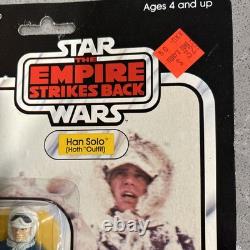 Ages 4 and up
STAR
THE
EMPIRE
STRIKES BACK
WARS
Han Solo
(Hoth Outfit)